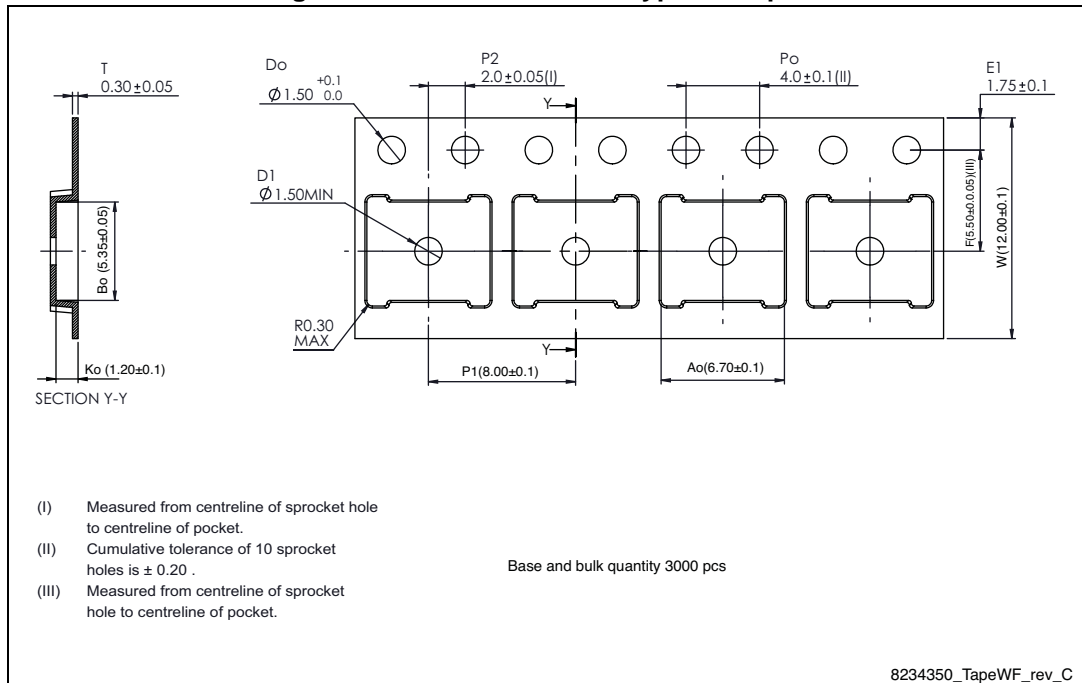 T
0.30±0.05
Do
Ø1.50 +0.1 0.0
P2
2.0±0.05(I)
Po
4.0±0.1(II)
E1
1.75±0.1
Y
D1
Ø1.50MIN
Bo (5.35±0.05)
F(5.50±0.0.05)(III)
W(12.00±0.1)
R0.30
MAX
Y
Ko (1.20±0.1)
P1(8.00±0.1)
Ao(6.70±0.1)
SECTION Y-Y
(I) Measured from centreline of sprocket hole
to centreline of pocket.
(II) Cumulative tolerance of 10 sprocket
holes is ± 0.20 .
(III) Measured from centreline of sprocket
hole to centreline of pocket.
Base and bulk quantity 3000 pcs
8234350_TapeWF_rev_C